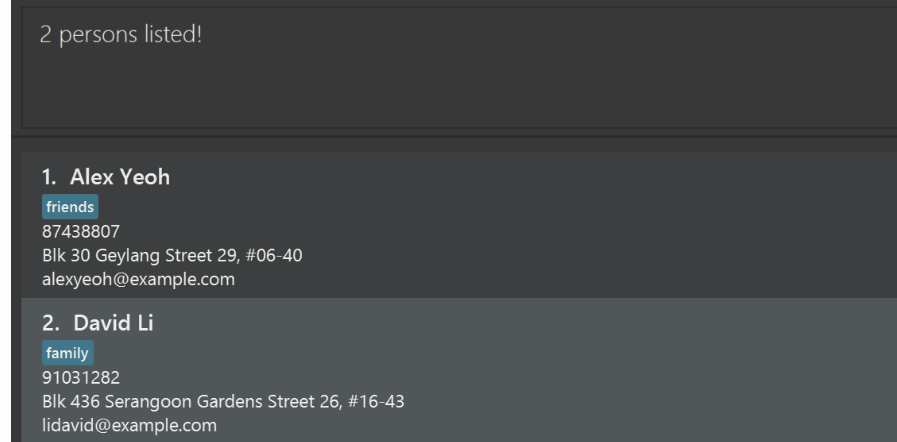 2 persons listed!
1. Alex Yeoh
friends
87438807
Blk 30 Geylang Street 29, #06-40
alexyeoh@example.com
2. David Li
family
91031282
Blk 436 Serangoon Gardens Street 26, #16-43
lidavid@example.com